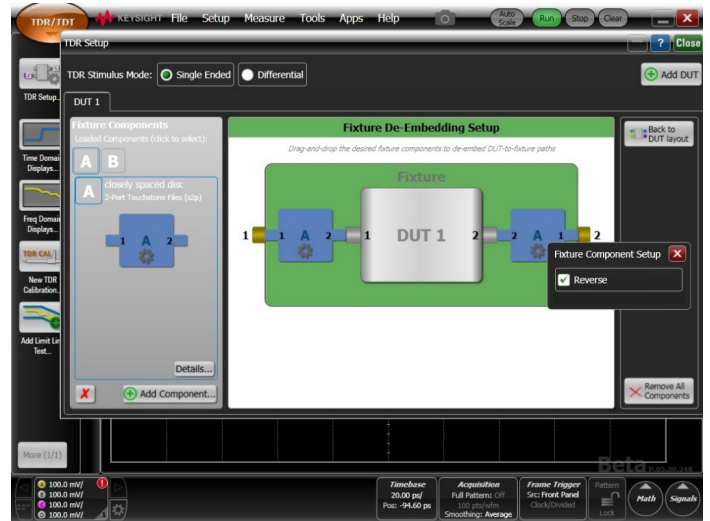 TDR/TDT
KEYSIGHT
File Setup Measure Tools Apps Help
Auto Scale
Run
Stop
Clear
TDR Setup
? Close
TDR Stimulus Mode: Single Ended Differential
Add DUT
DUT 1
TDR Setup...
Time Domain Displays...
Freq Domain Displays...
TDR CAL
New TDR Calibration...
Add Limit Line Test...
More (1/1)
Fixture Components
Loaded Components (click to select):
A B
A closely spaced disc
2-Port Touchstone Files (s2p)
1 A 2
Details...
Add Component...
Fixture De-Embedding Setup
Drag-and-drop the desired fixture components to de-embed DUT-to-fixture paths
Fixture
1 1 A 2 1 DUT 1 2 2 A 1 2
Back to DUT layout
Fixture Component Setup
Reverse
Remove All Components
Beta P.05.20.248
100.0 mV/
100.0 mV/
100.0 mV/
100.0 mV/
Timebase
20.00 ps/
Pos: -94.60 ps
Acquisition
Full Pattern: Off
100 pts/wfm
Smoothing: Average
Frame Trigger
Src: Front Panel
Clock/Divided
Pattern
Lock
Math
Signals